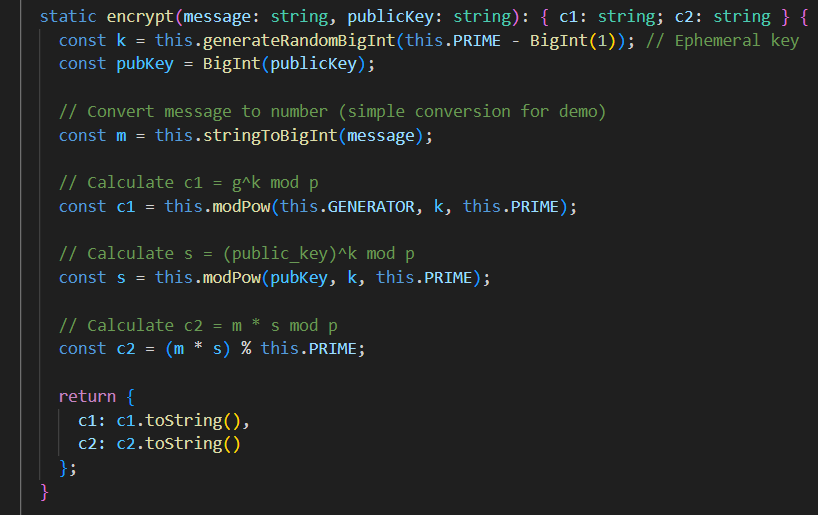 static encrypt(message: string, publicKey: string): { c1: string; c2: string } {
const k = this.generateRandomBigInt(this.PRIME - BigInt(1)); // Ephemeral key
const pubKey = BigInt(publicKey);
// Convert message to number (simple conversion for demo)
const m = this.stringToBigInt(message);
// Calculate c1 = g^k mod p
const c1 = this.modPow(this.GENERATOR, k, this.PRIME);
// Calculate s = (public_key)^k mod p
const s = this.modPow(pubKey, k, this.PRIME);
// Calculate c2 = m * s mod p
const c2 = (m * s) % this.PRIME;
return {
c1: c1.toString(),
c2: c2.toString()
};
}